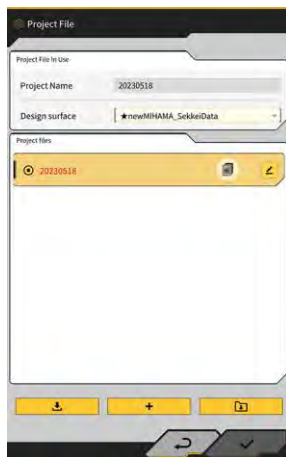 Project File
Project File In Use
Project Name 20230518
Design surface ★newMIHAMA_SekkeiData
Project files
20230518